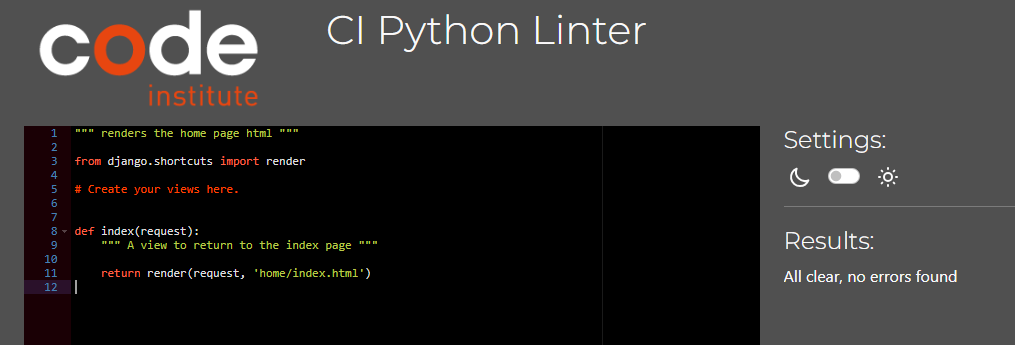 code
institute
CI Python Linter
1 """ renders the home page html """
2
3 from django.shortcuts import render
4
5 # Create your views here.
6
7
8 def index(request):
9 """ A view to return to the index page """
10
11 return render(request, 'home/index.html')
12
Settings:
Results:
All clear, no errors found